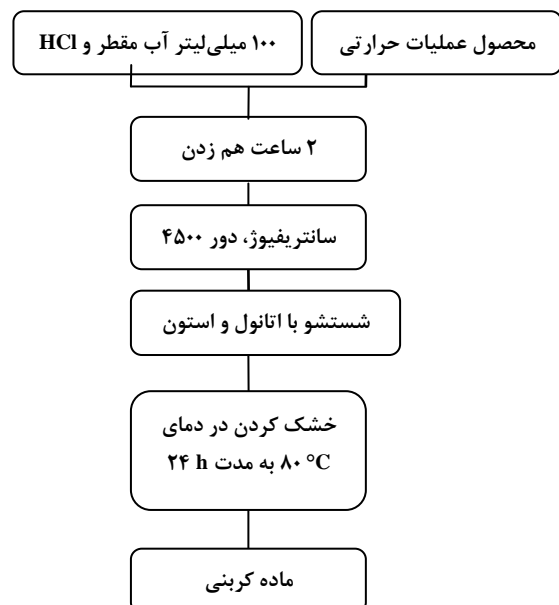 محصول عملیات حرارتی
۱۰۰ میلی‌لیتر آب مقطر و HCl
۲ ساعت هم زدن
سانتریفیوژ، دور ۴۵۰۰
شستشو با اتانول و استون
خشک کردن در دمای
۸۰ °C به مدت ۲۴ h
ماده کربنی